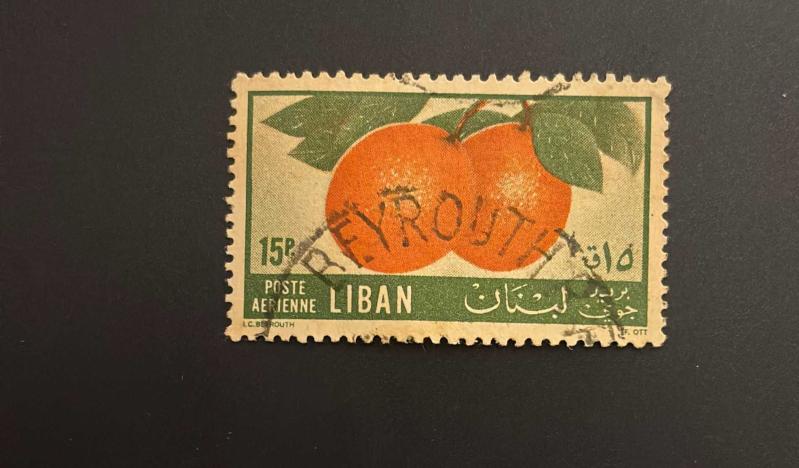 BEYROUTH
15P
١٥ق
POSTE
AERIENNE
LIBAN
لبنان
بريد
جوي
I.C. BEYROUTH
F. OTT